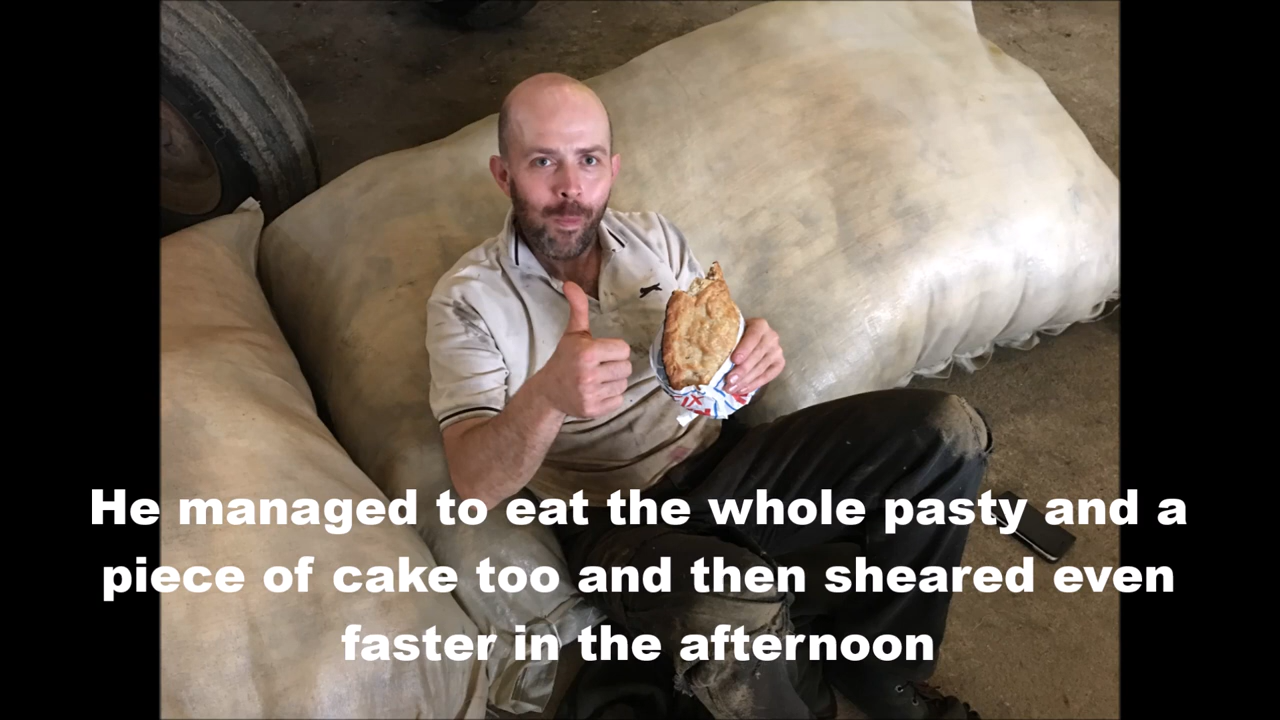 He managed to eat the whole pasty and a
piece of cake too and then sheared even
faster in the afternoon